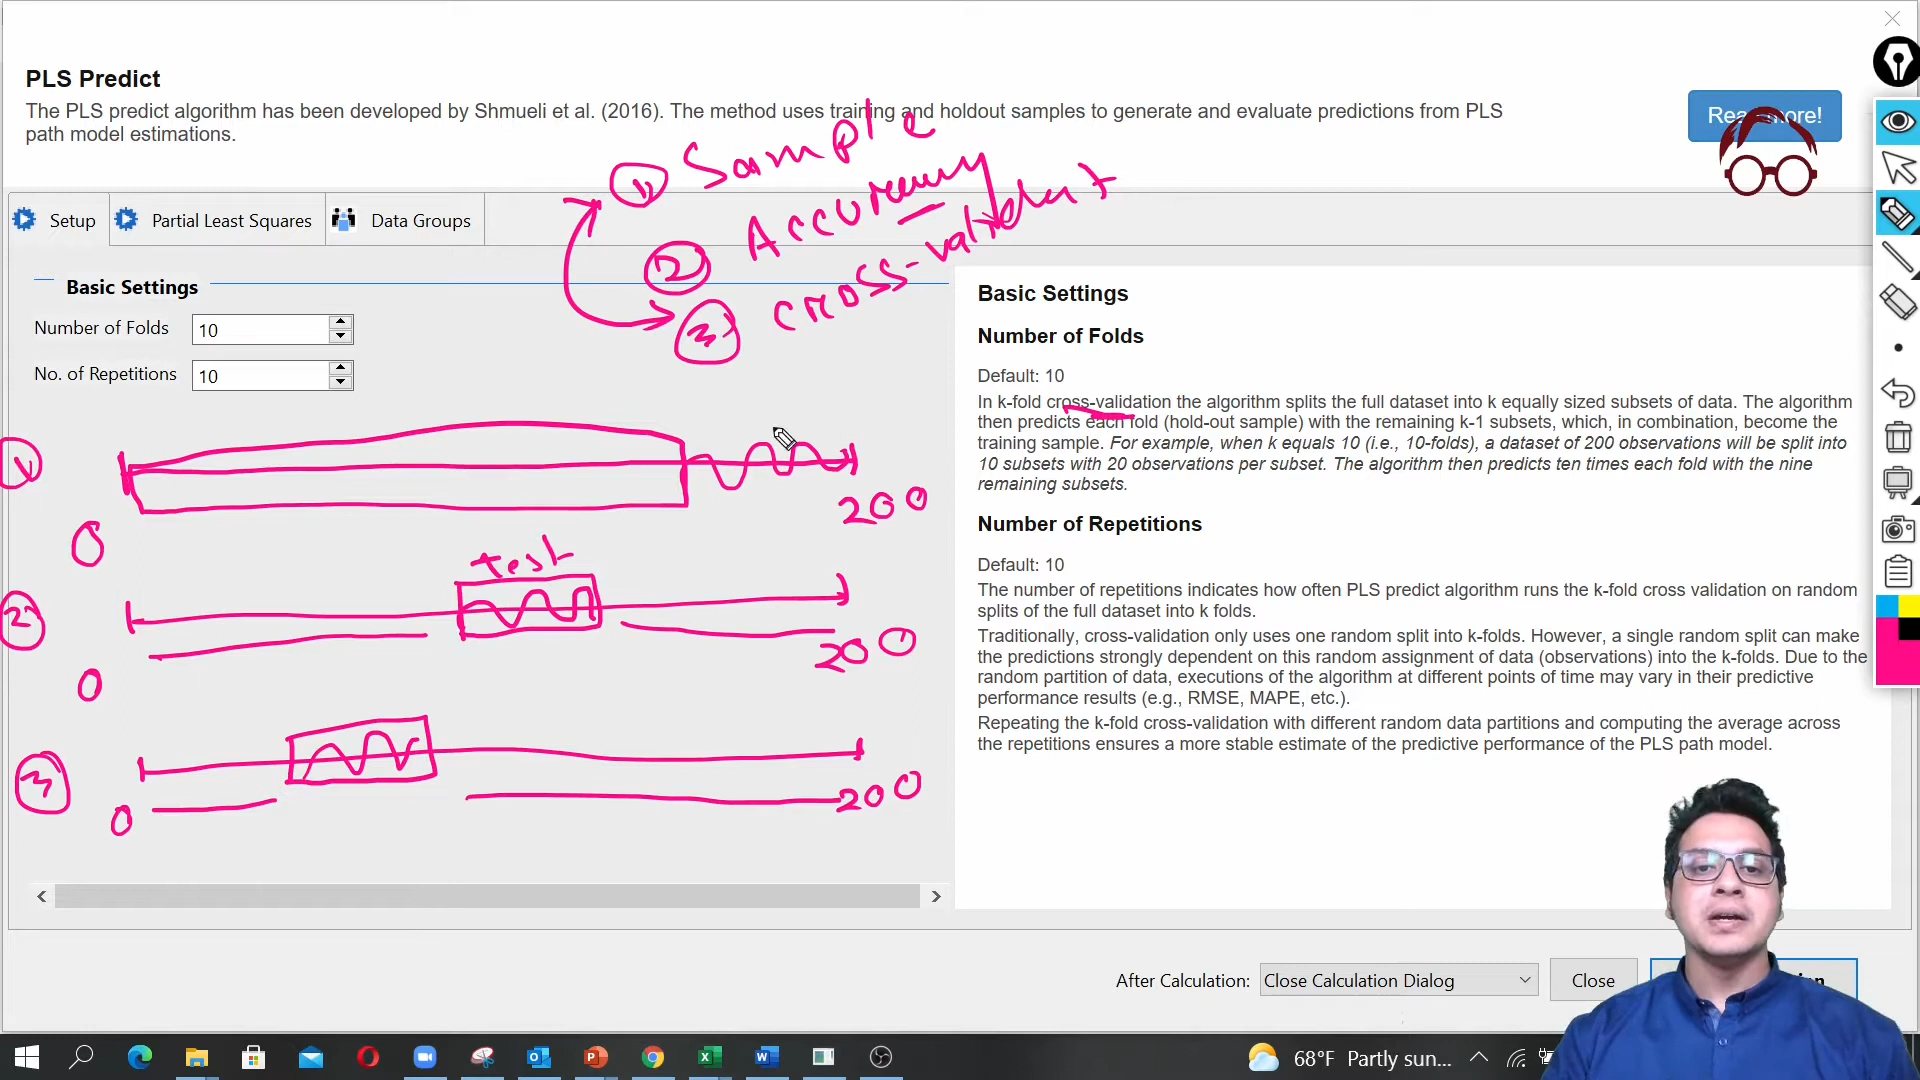 PLS Predict
The PLS predict algorithm has been developed by Shmueli et al. (2016). The method uses training and holdout samples to generate and evaluate predictions from PLS
path model estimations.
Read more!
1 Sample
2 Accuracy
3 cross-validant
Setup
Partial Least Squares
Data Groups
Basic Settings
Number of Folds 10
No. of Repetitions 10
1
0
200
test
2
0
200
3
0
200
Basic Settings
Number of Folds
Default: 10
In k-fold cross-validation the algorithm splits the full dataset into k equally sized subsets of data. The algorithm
then predicts each fold (hold-out sample) with the remaining k-1 subsets, which, in combination, become the
training sample. For example, when k equals 10 (i.e., 10-folds), a dataset of 200 observations will be split into
10 subsets with 20 observations per subset. The algorithm then predicts ten times each fold with the nine
remaining subsets.
Number of Repetitions
Default: 10
The number of repetitions indicates how often PLS predict algorithm runs the k-fold cross validation on random
splits of the full dataset into k folds.
Traditionally, cross-validation only uses one random split into k-folds. However, a single random split can make
the predictions strongly dependent on this random assignment of data (observations) into the k-folds. Due to the
random partition of data, executions of the algorithm at different points of time may vary in their predictive
performance results (e.g., RMSE, MAPE, etc.).
Repeating the k-fold cross-validation with different random data partitions and computing the average across
the repetitions ensures a more stable estimate of the predictive performance of the PLS path model.
After Calculation: Close Calculation Dialog
Close
68°F Partly sun...